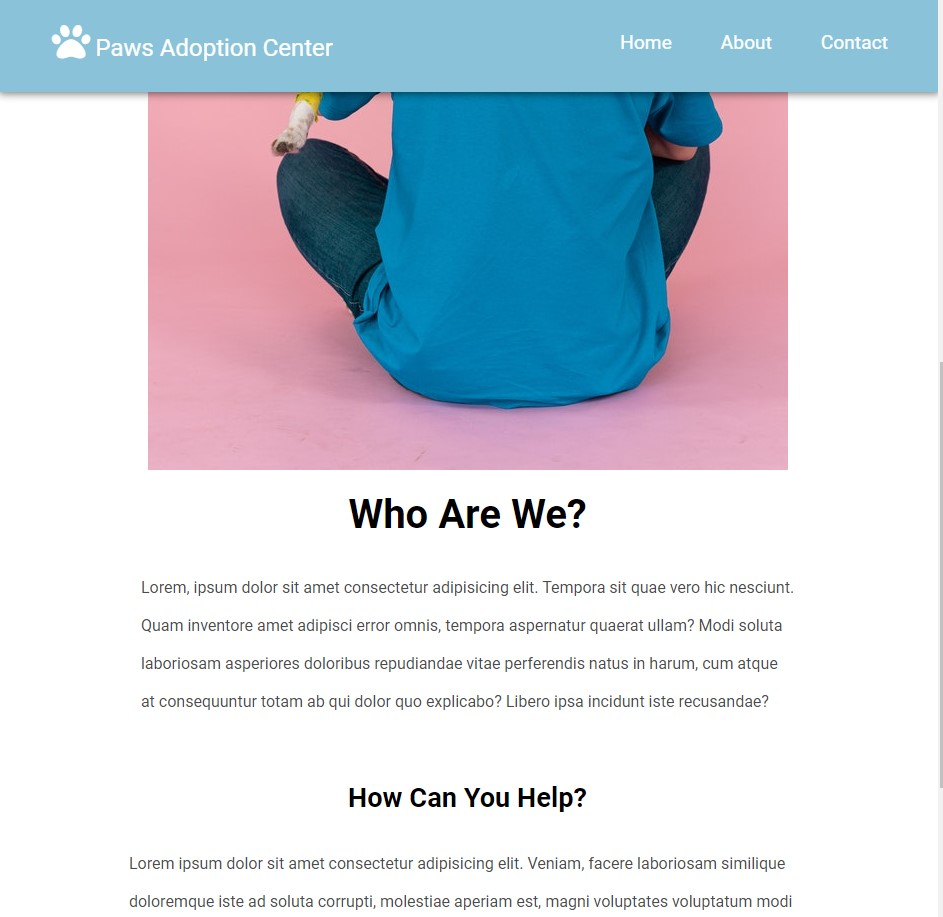 Paws Adoption Center
Home About Contact
Who Are We?
Lorem, ipsum dolor sit amet consectetur adipisicing elit. Tempora sit quae vero hic nesciunt.
Quam inventore amet adipisci error omnis, tempora aspernatur quaerat ullam? Modi soluta
laboriosam asperiores doloribus repudiandae vitae perferendis natus in harum, cum atque
at consequuntur totam ab qui dolor quo explicabo? Libero ipsa incidunt iste recusandae?
How Can You Help?
Lorem ipsum dolor sit amet consectetur adipisicing elit. Veniam, facere laboriosam similique
doloremque iste ad soluta corrupti, molestiae aperiam est, magni voluptates voluptatum modi